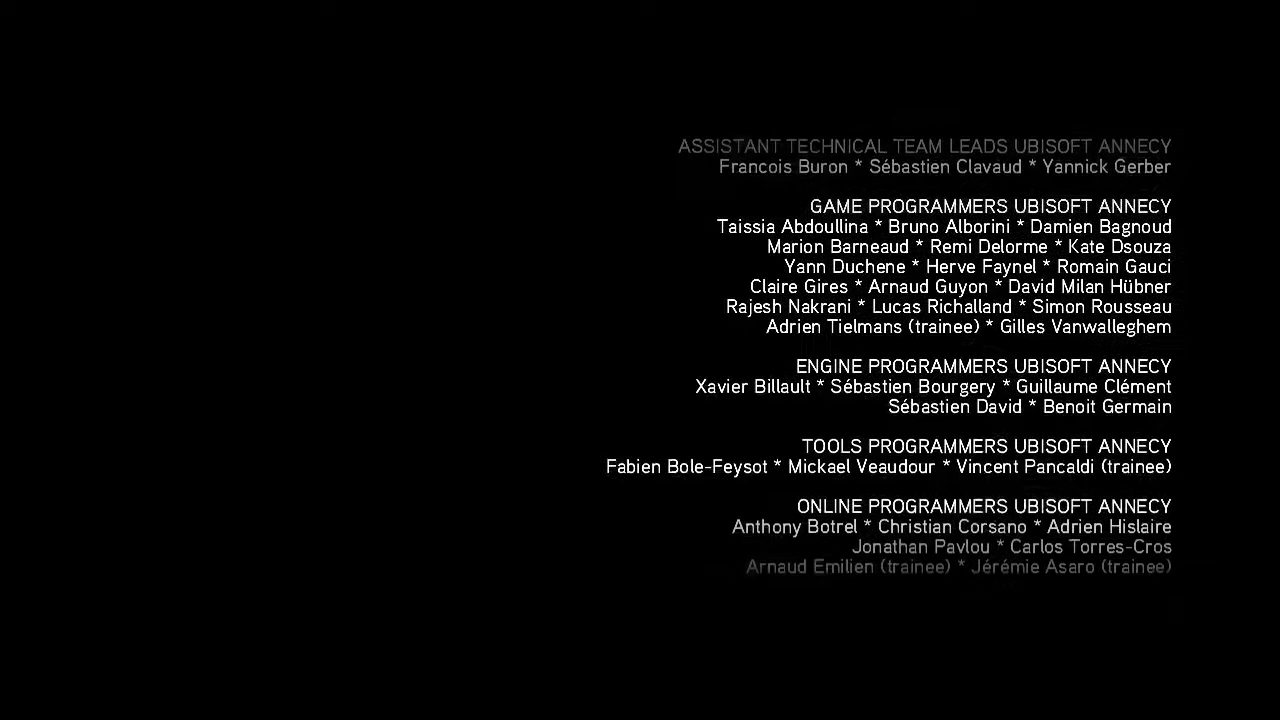 ASSISTANT TECHNICAL TEAM LEADS UBISOFT ANNECY
Francois Buron * Sébastien Clavaud * Yannick Gerber
GAME PROGRAMMERS UBISOFT ANNECY
Taissia Abdoullina * Bruno Alborini * Damien Bagnoud
Marion Barneaud * Remi Delorme * Kate Dsouza
Yann Duchene * Herve Faynel * Romain Gauci
Claire Gires * Arnaud Guyon * David Milan Hübner
Rajesh Nakrani * Lucas Richalland * Simon Rousseau
Adrien Tielmans (trainee) * Gilles Vanwalleghem
ENGINE PROGRAMMERS UBISOFT ANNECY
Xavier Billault * Sébastien Bourgery * Guillaume Clément
Sébastien David * Benoit Germain
TOOLS PROGRAMMERS UBISOFT ANNECY
Fabien Bole-Feysot * Mickael Veaudour * Vincent Pancaldi (trainee)
ONLINE PROGRAMMERS UBISOFT ANNECY
Anthony Botrel * Christian Corsano * Adrien Hislaire
Jonathan Pavlou * Carlos Torres-Cros
Arnaud Emilien (trainee) * Jérémie Asaro (trainee)